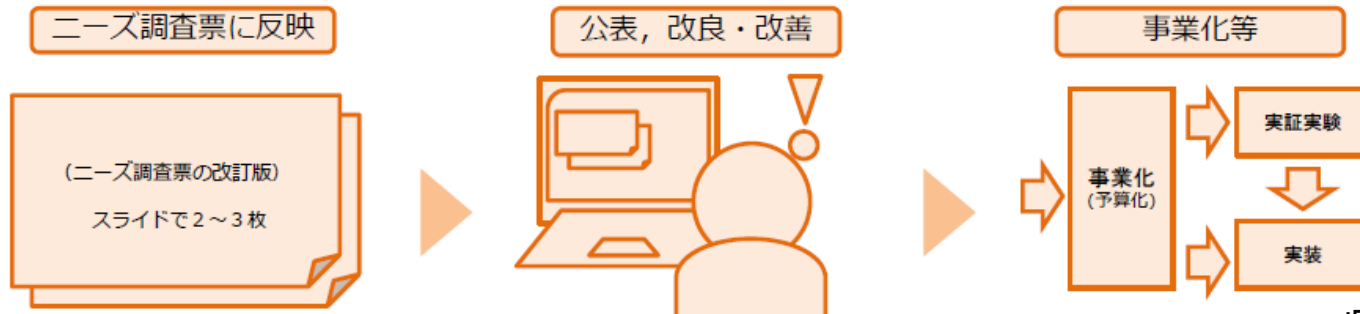 ニーズ調査票に反映
公表，改良・改善
事業化等
（ニーズ調査票の改訂版）
スライドで２～３枚
事業化
(予算化)
実証実験
実装